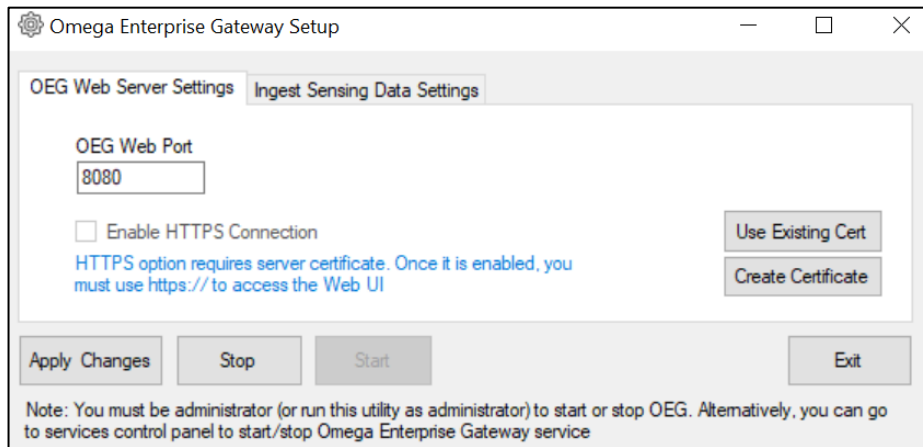 Omega Enterprise Gateway Setup
OEG Web Server Settings
Ingest Sensing Data Settings
OEG Web Port
8080
Enable HTTPS Connection
HTTPS option requires server certificate. Once it is enabled, you
must use https:// to access the Web UI
Use Existing Cert
Create Certificate
Apply Changes
Stop
Start
Exit
Note: You must be administrator (or run this utility as administrator) to start or stop OEG. Alternatively, you can go
to services control panel to start/stop Omega Enterprise Gateway service